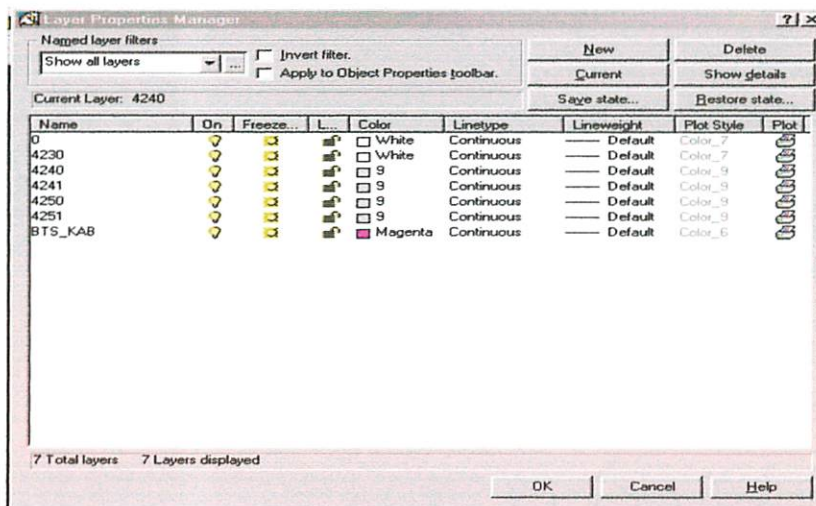 Layer Properties Manager
Named layer filters
Show all layers
...
Invert filter.
Apply to Object Properties toolbar.
New
Delete
Current
Show details
Save state...
Restore state...
Current Layer: 4240
Name On Freeze... L... Color Linetype Lineweight Plot Style Plot
0 White Continuous Default Color_7
4230 White Continuous Default Color_7
4240 9 Continuous Default Color_9
4241 9 Continuous Default Color_9
4250 9 Continuous Default Color_9
4251 9 Continuous Default Color_9
BTS_KAB Magenta Continuous Default Color_6
7 Total layers 7 Layers displayed
OK Cancel Help